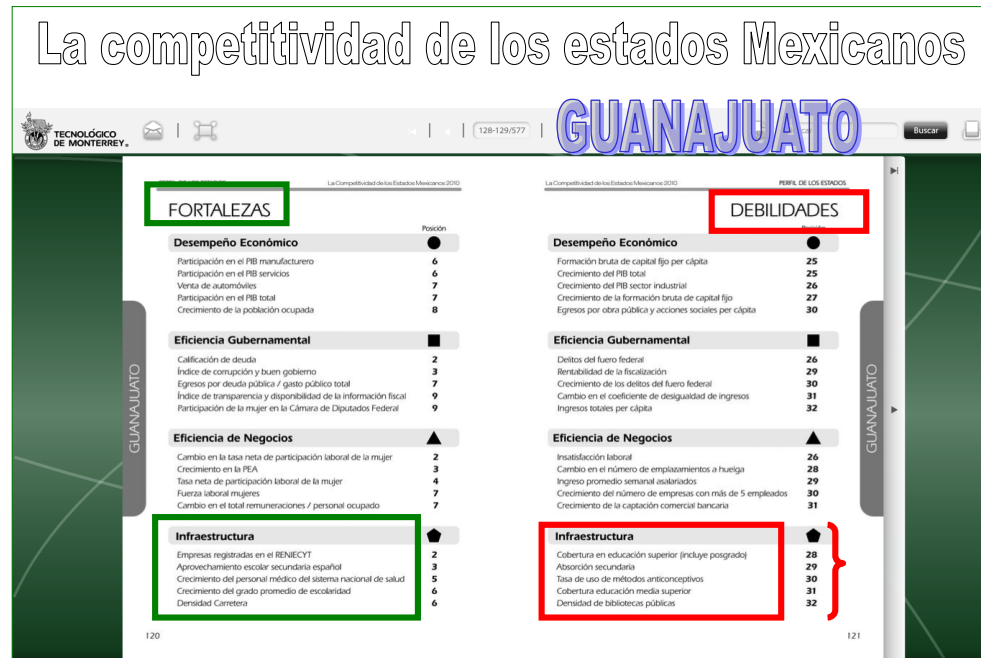 La competitividad de los estados Mexicanos
GUANAJUATO
TECNOLÓGICO
DE MONTERREY®
128-129/577
Buscar
La Competitividad de los Estados Mexicanos 2010
FORTALEZAS
Posición
Desempeño Económico
Participación en el PIB manufacturero 6
Participación en el PIB servicios 6
Venta de automóviles 7
Participación en el PIB total 7
Crecimiento de la población ocupada 8
Eficiencia Gubernamental
Calificación de deuda 2
Índice de corrupción y buen gobierno 3
Egresos por deuda pública / gasto público total 7
Índice de transparencia y disponibilidad de la información fiscal 9
Participación de la mujer en la Cámara de Diputados Federal 9
Eficiencia de Negocios
Cambio en la tasa neta de participación laboral de la mujer 2
Crecimiento en la PEA 3
Tasa neta de participación laboral de la mujer 4
Fuerza laboral mujeres 7
Cambio en el total remuneraciones / personal ocupado 7
Infraestructura
Empresas registradas en el RENIECYT 2
Aprovechamiento escolar secundaria español 3
Crecimiento del personal médico del sistema nacional de salud 5
Crecimiento del grado promedio de escolaridad 6
Densidad Carretera 6
120
GUANAJUATO
La Competitividad de los Estados Mexicanos 2010
PERFIL DE LOS ESTADOS
DEBILIDADES
Desempeño Económico
Formación bruta de capital fijo per cápita 25
Crecimiento del PIB total 25
Crecimiento del PIB sector industrial 26
Crecimiento de la formación bruta de capital fijo 27
Egresos por obra pública y acciones sociales per cápita 30
Eficiencia Gubernamental
Delitos del fuero federal 26
Rentabilidad de la fiscalización 29
Crecimiento de los delitos del fuero federal 30
Cambio en el coeficiente de desigualdad de ingresos 31
Ingresos totales per cápita 32
Eficiencia de Negocios
Insatisfacción laboral 26
Cambio en el número de emplazamientos a huelga 28
Ingreso promedio semanal asalariados 29
Crecimiento del número de empresas con más de 5 empleados 30
Crecimiento de la captación comercial bancaria 31
Infraestructura
Cobertura en educación superior (incluye posgrado) 28
Absorción secundaria 29
Tasa de uso de métodos anticonceptivos 30
Cobertura educación media superior 31
Densidad de bibliotecas públicas 32
121
GUANAJUATO